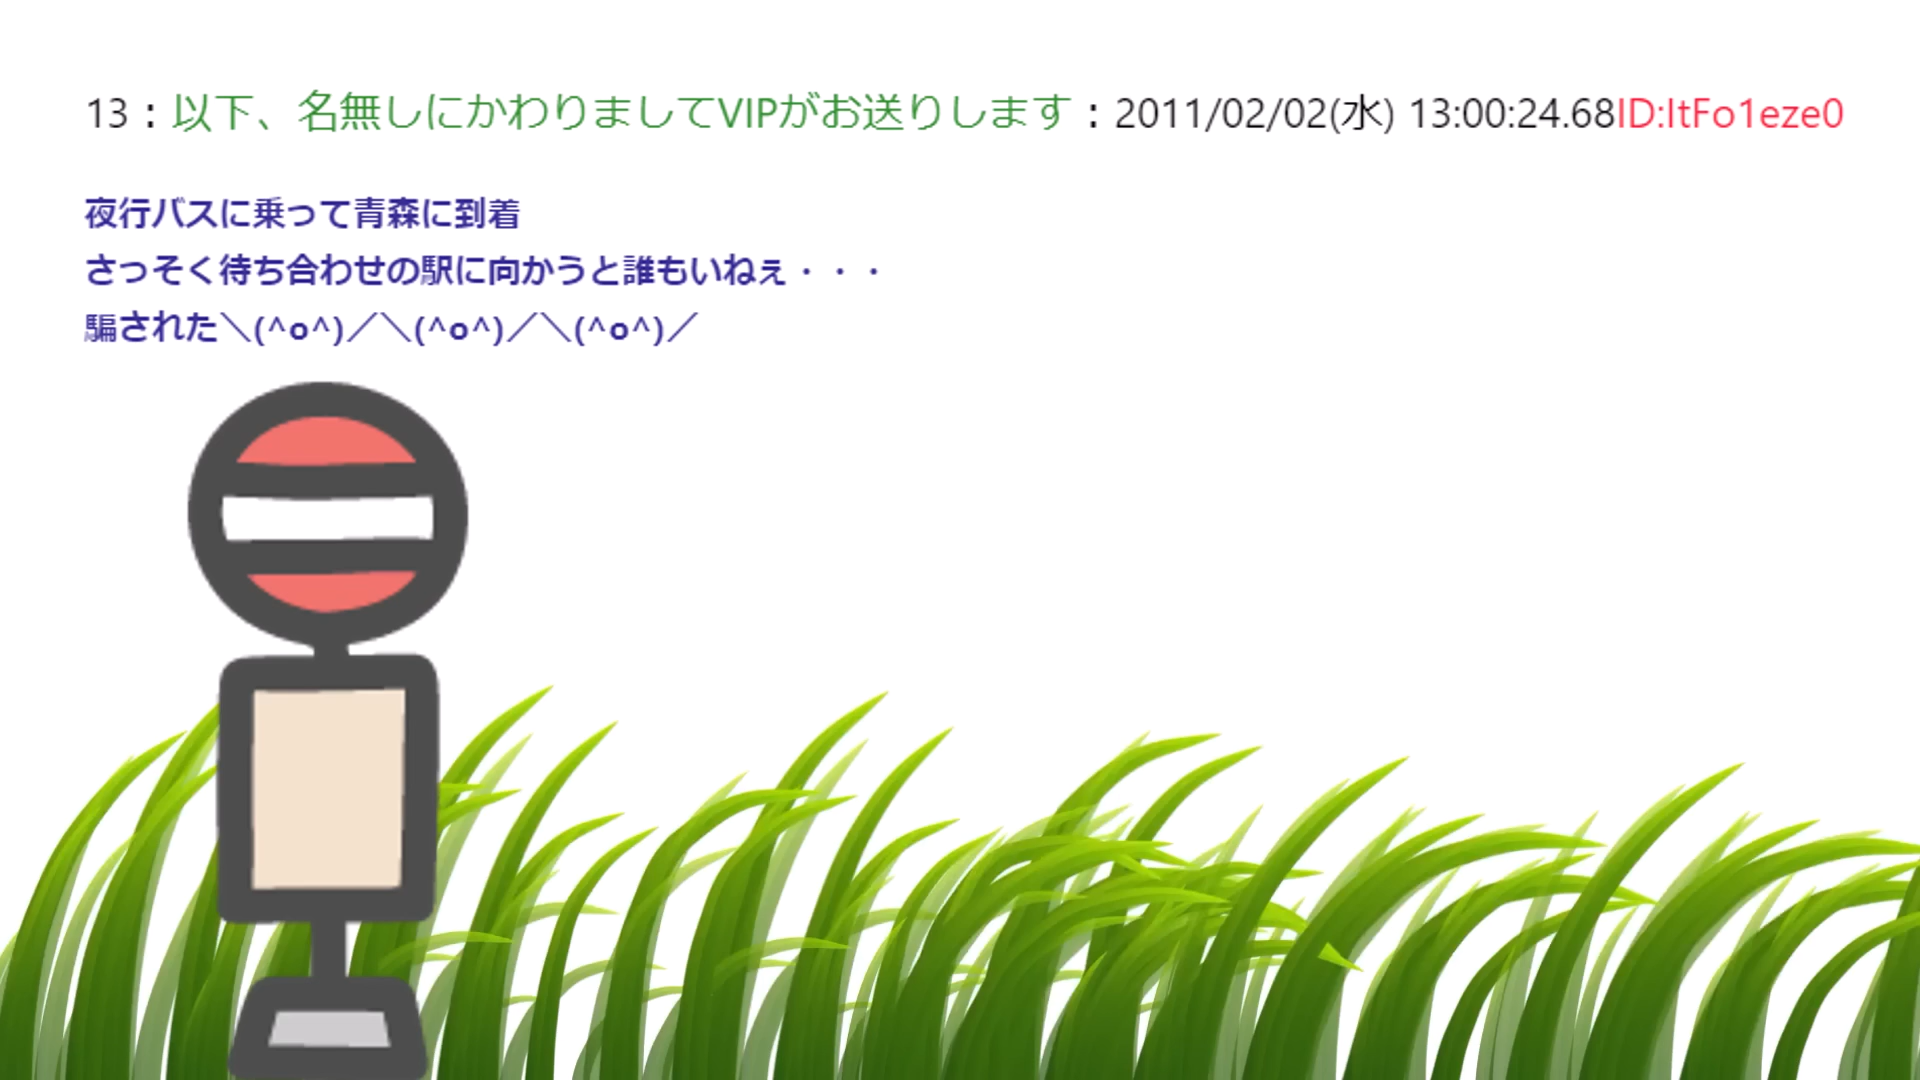 13：以下、名無しにかわりましてVIPがお送りします：2011/02/02(水) 13:00:24.68ID:ItFo1eze0
夜行バスに乗って青森に到着
さっそく待ち合わせの駅に向かうと誰もいねぇ・・・
騙された＼(^o^)／＼(^o^)／＼(^o^)／